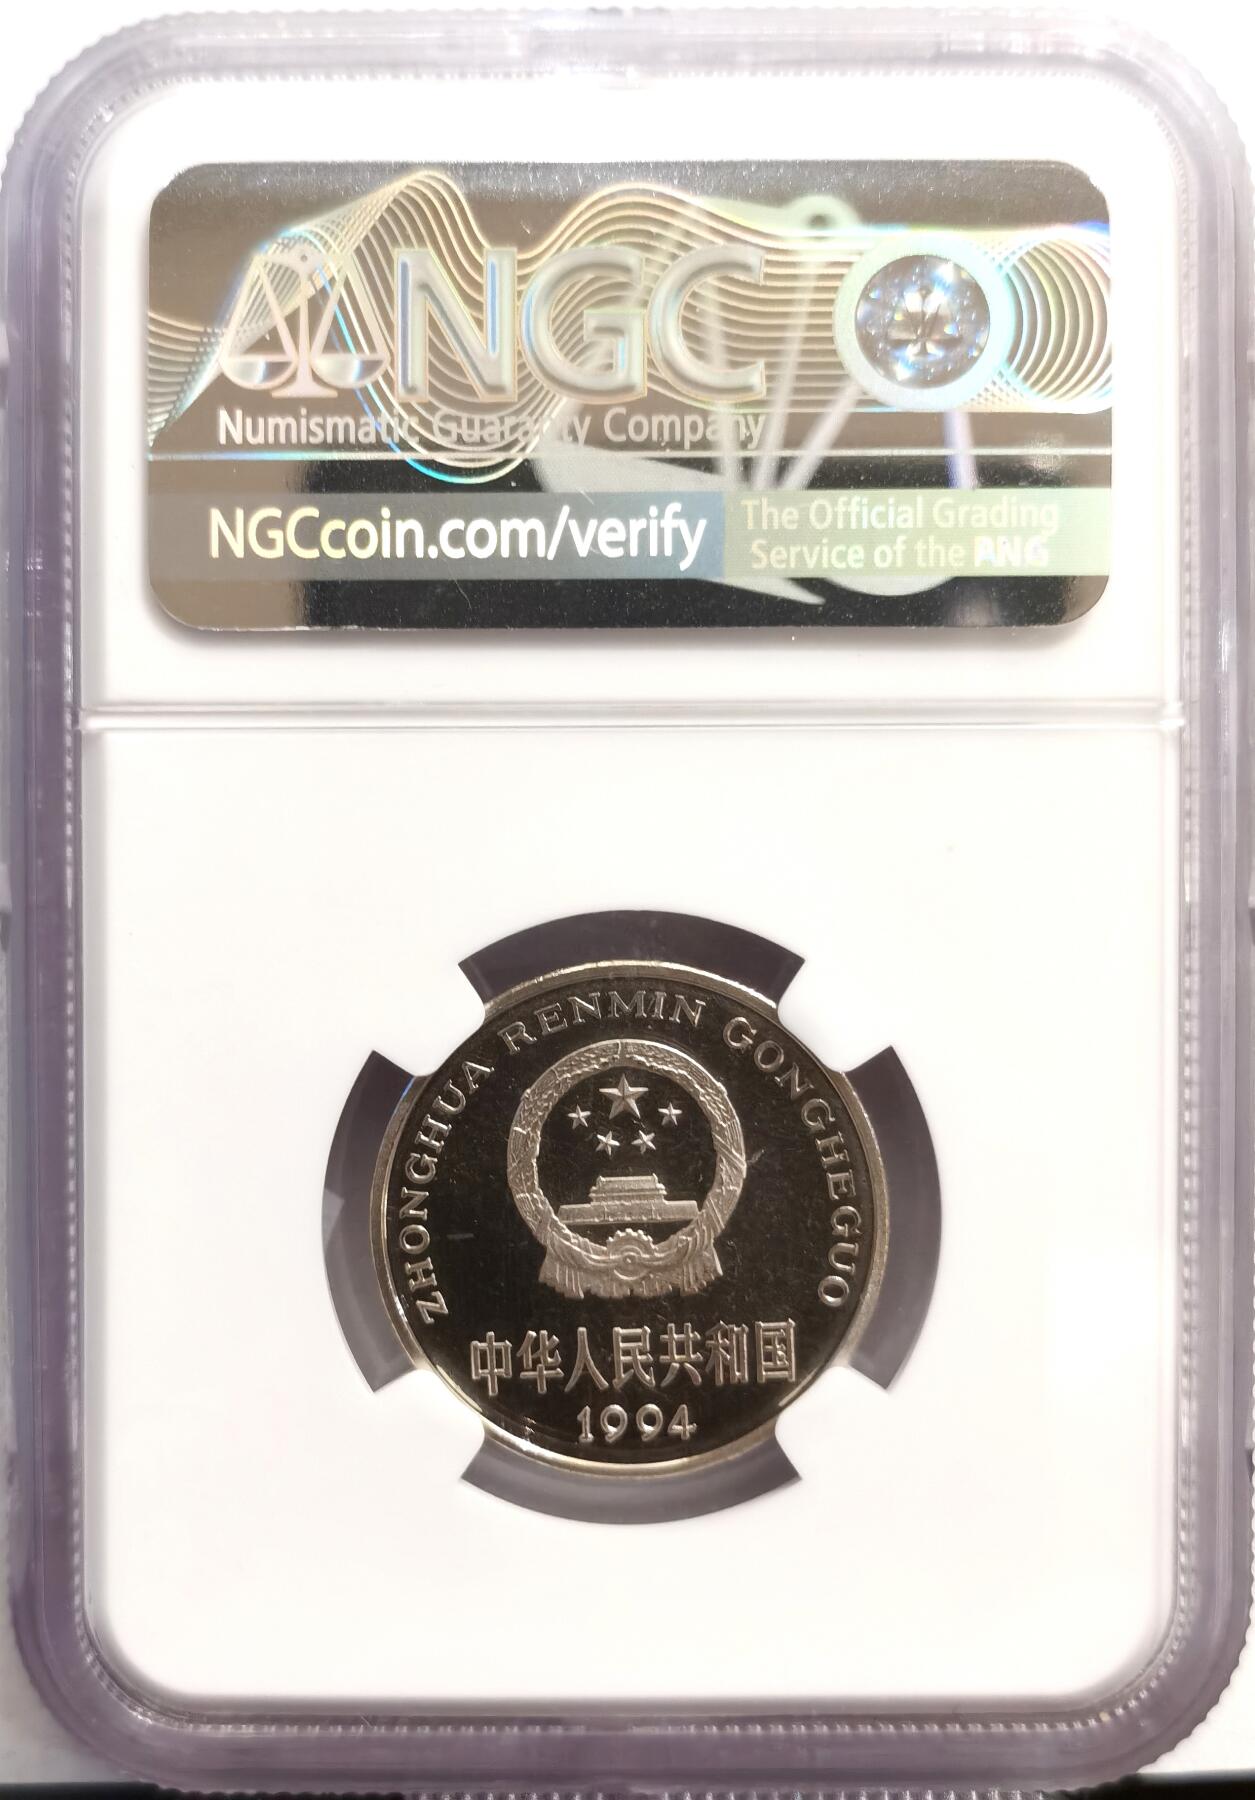 NGC
Numismatic Guaranty Company
NGCcoin.com/verify
The Official Grading
Service of the PNG
ZHONGHUA RENMIN GONGHEGUO
中华人民共和国
1994